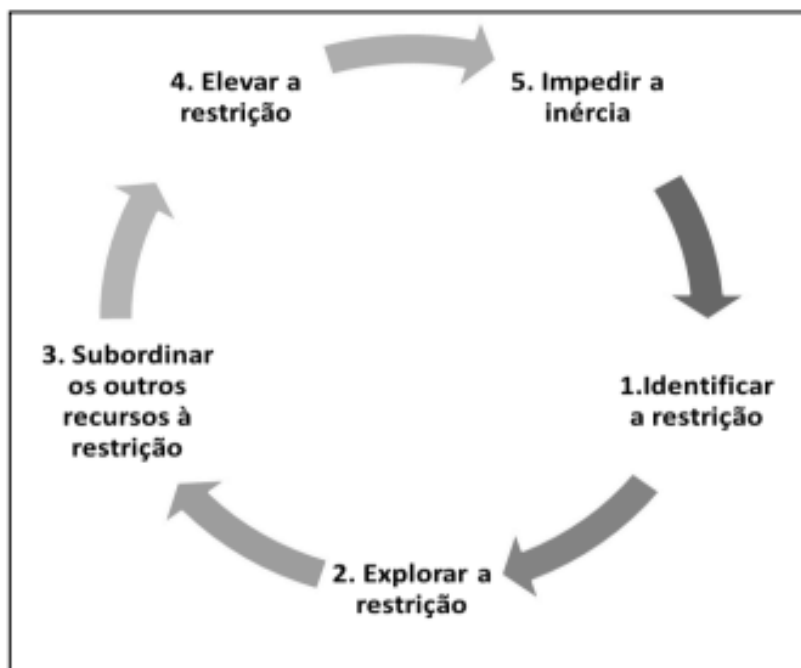 4. Elevar a
restrição
5. Impedir a
inércia
3. Subordinar
os outros
recursos à
restrição
1.Identificar
a restrição
2. Explorar a
restrição